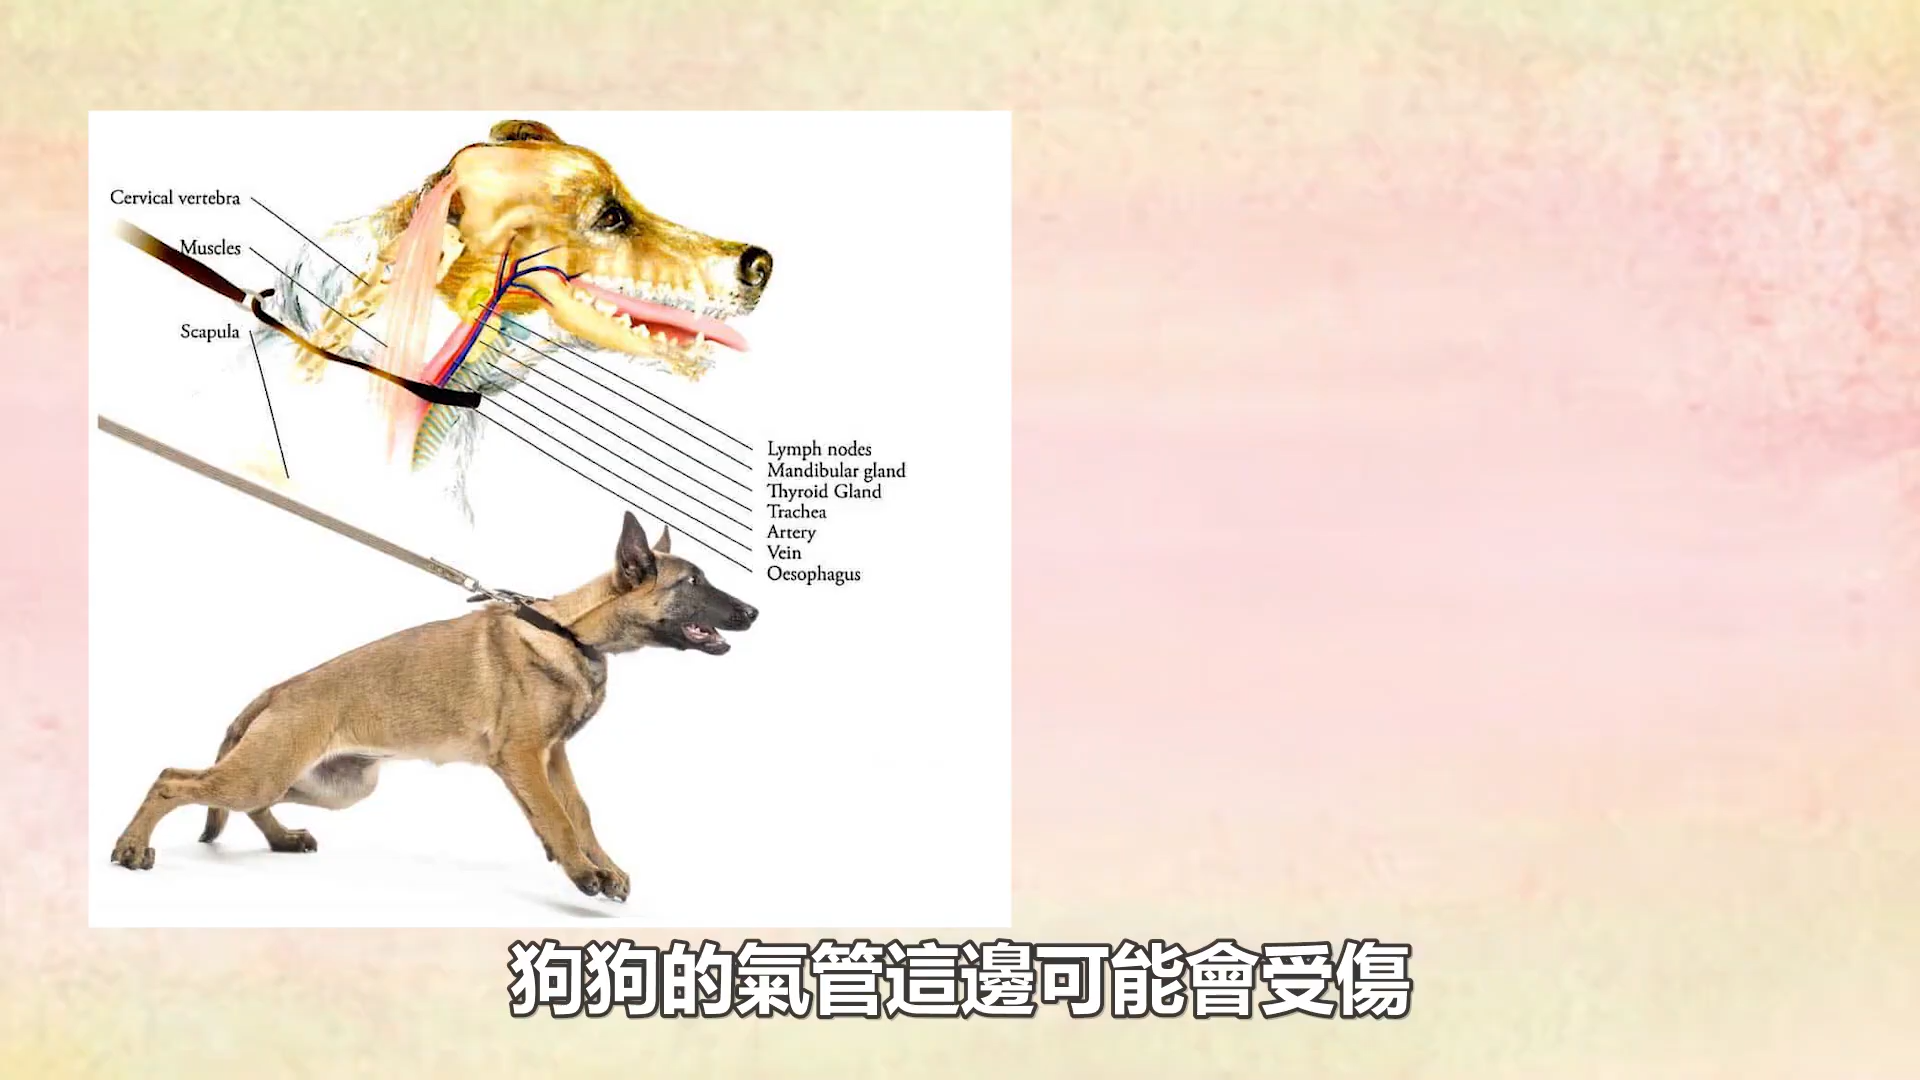 Cervical vertebra
Muscles
Scapula
Lymph nodes
Mandibular gland
Thyroid Gland
Trachea
Artery
Vein
Oesophagus
狗狗的氣管這邊可能會受傷